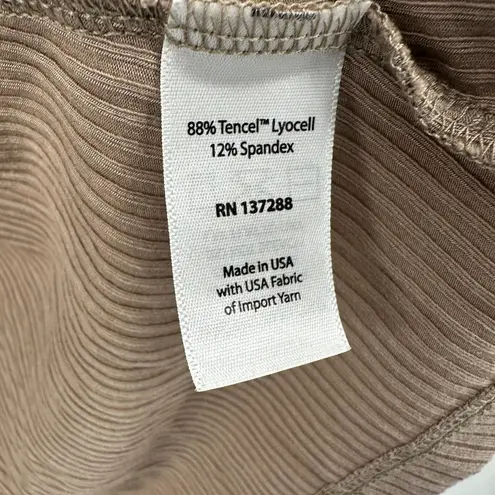 88% Tencel™ Lyocell
12% Spandex
RN 137288
Made in USA
with USA Fabric
of Import Yarn